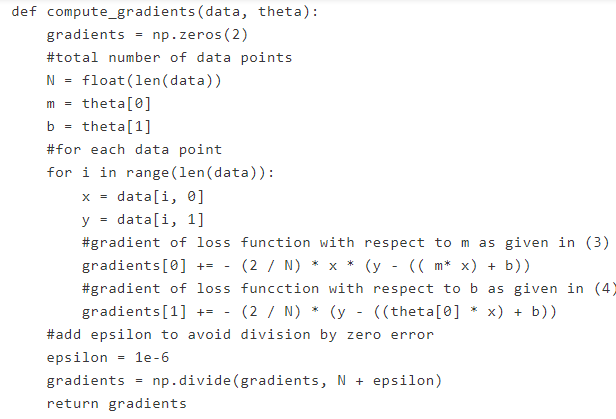 def compute_gradients(data, theta):
    gradients = np.zeros(2)
    #total number of data points
    N = float(len(data))
    m = theta[0]
    b = theta[1]
    #for each data point
    for i in range(len(data)):
        x = data[i, 0]
        y = data[i, 1]
        #gradient of loss function with respect to m as given in (3)
        gradients[0] += - (2 / N) * x * (y - (( m* x) + b))
        #gradient of loss funcction with respect to b as given in (4)
        gradients[1] += - (2 / N) * (y - ((theta[0] * x) + b))
    #add epsilon to avoid division by zero error
    epsilon = 1e-6
    gradients = np.divide(gradients, N + epsilon)
    return gradients